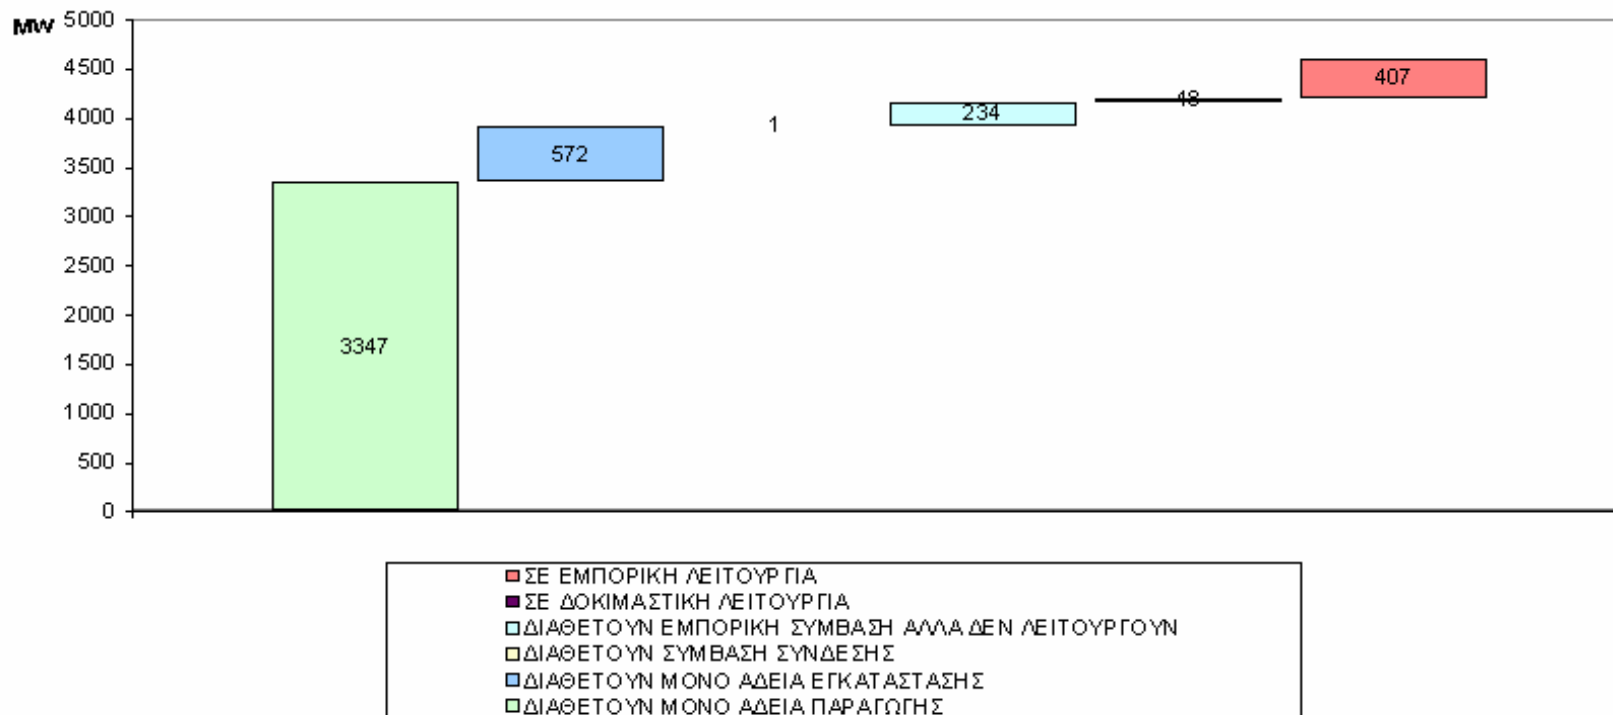 MW 5000
4500
4000
3500
3000
2500
2000
1500
1000
500
0
3347
572
1
234
48
407
ΣΕ ΕΜΠΟΡΙΚΗ ΛΕΙΤΟΥΡΓΙΑ
ΣΕ ΔΟΚΙΜΑΣΤΙΚΗ ΛΕΙΤΟΥΡΓΙΑ
ΔΙΑΘΕΤΟΥΝ ΕΜΠΟΡΙΚΗ ΣΥΜΒΑΣΗ ΑΛΛΑ ΔΕΝ ΛΕΙΤΟΥΡΓΟΥΝ
ΔΙΑΘΕΤΟΥΝ ΣΥΜΒΑΣΗ ΣΥΝΔΕΣΗΣ
ΔΙΑΘΕΤΟΥΝ ΜΟΝΟ ΑΔΕΙΑ ΕΓΚΑΤΑΣΤΑΣΗΣ
ΔΙΑΘΕΤΟΥΝ ΜΟΝΟ ΑΔΕΙΑ ΠΑΡΑΓΩΓΗΣ